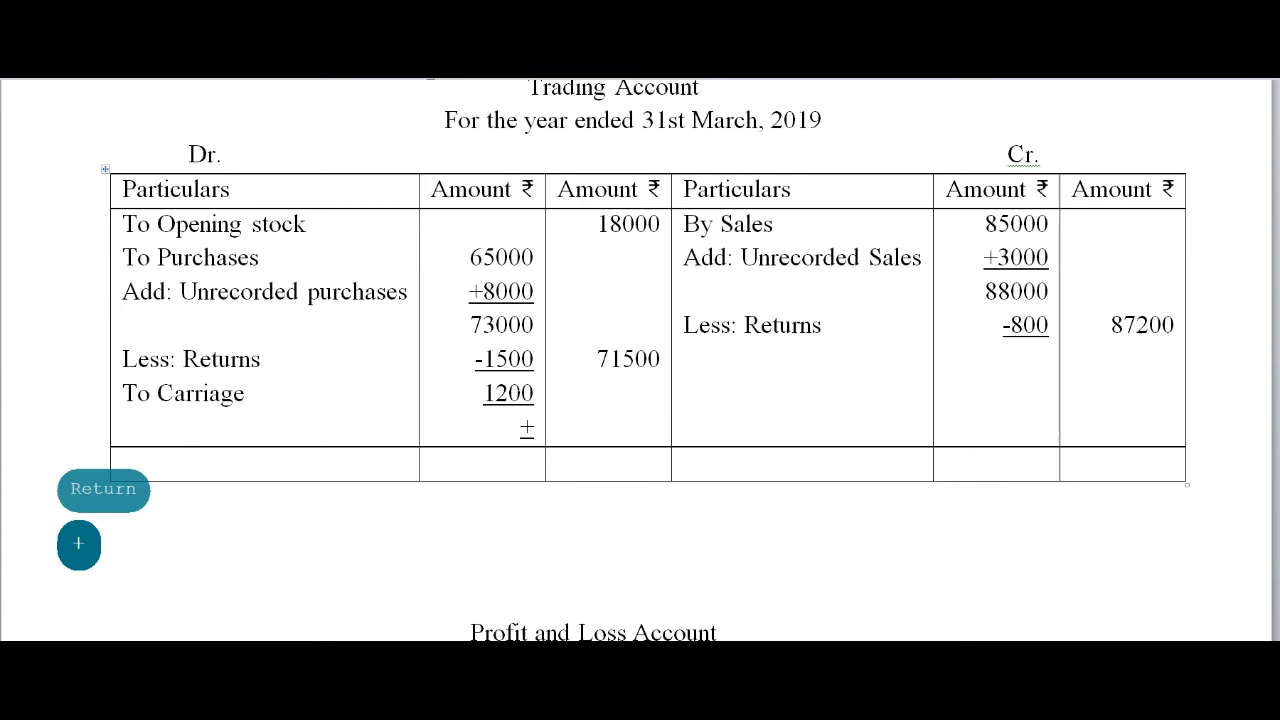 Trading Account
For the year ended 31st March, 2019
Dr. Cr.
Particulars Amount ₹ Amount ₹ Particulars Amount ₹ Amount ₹
To Opening stock 18000 By Sales 85000
To Purchases 65000 Add: Unrecorded Sales +3000
Add: Unrecorded purchases +8000 88000
73000 Less: Returns -800 87200
Less: Returns -1500 71500
To Carriage 1200
+
Return
+
Profit and Loss Account